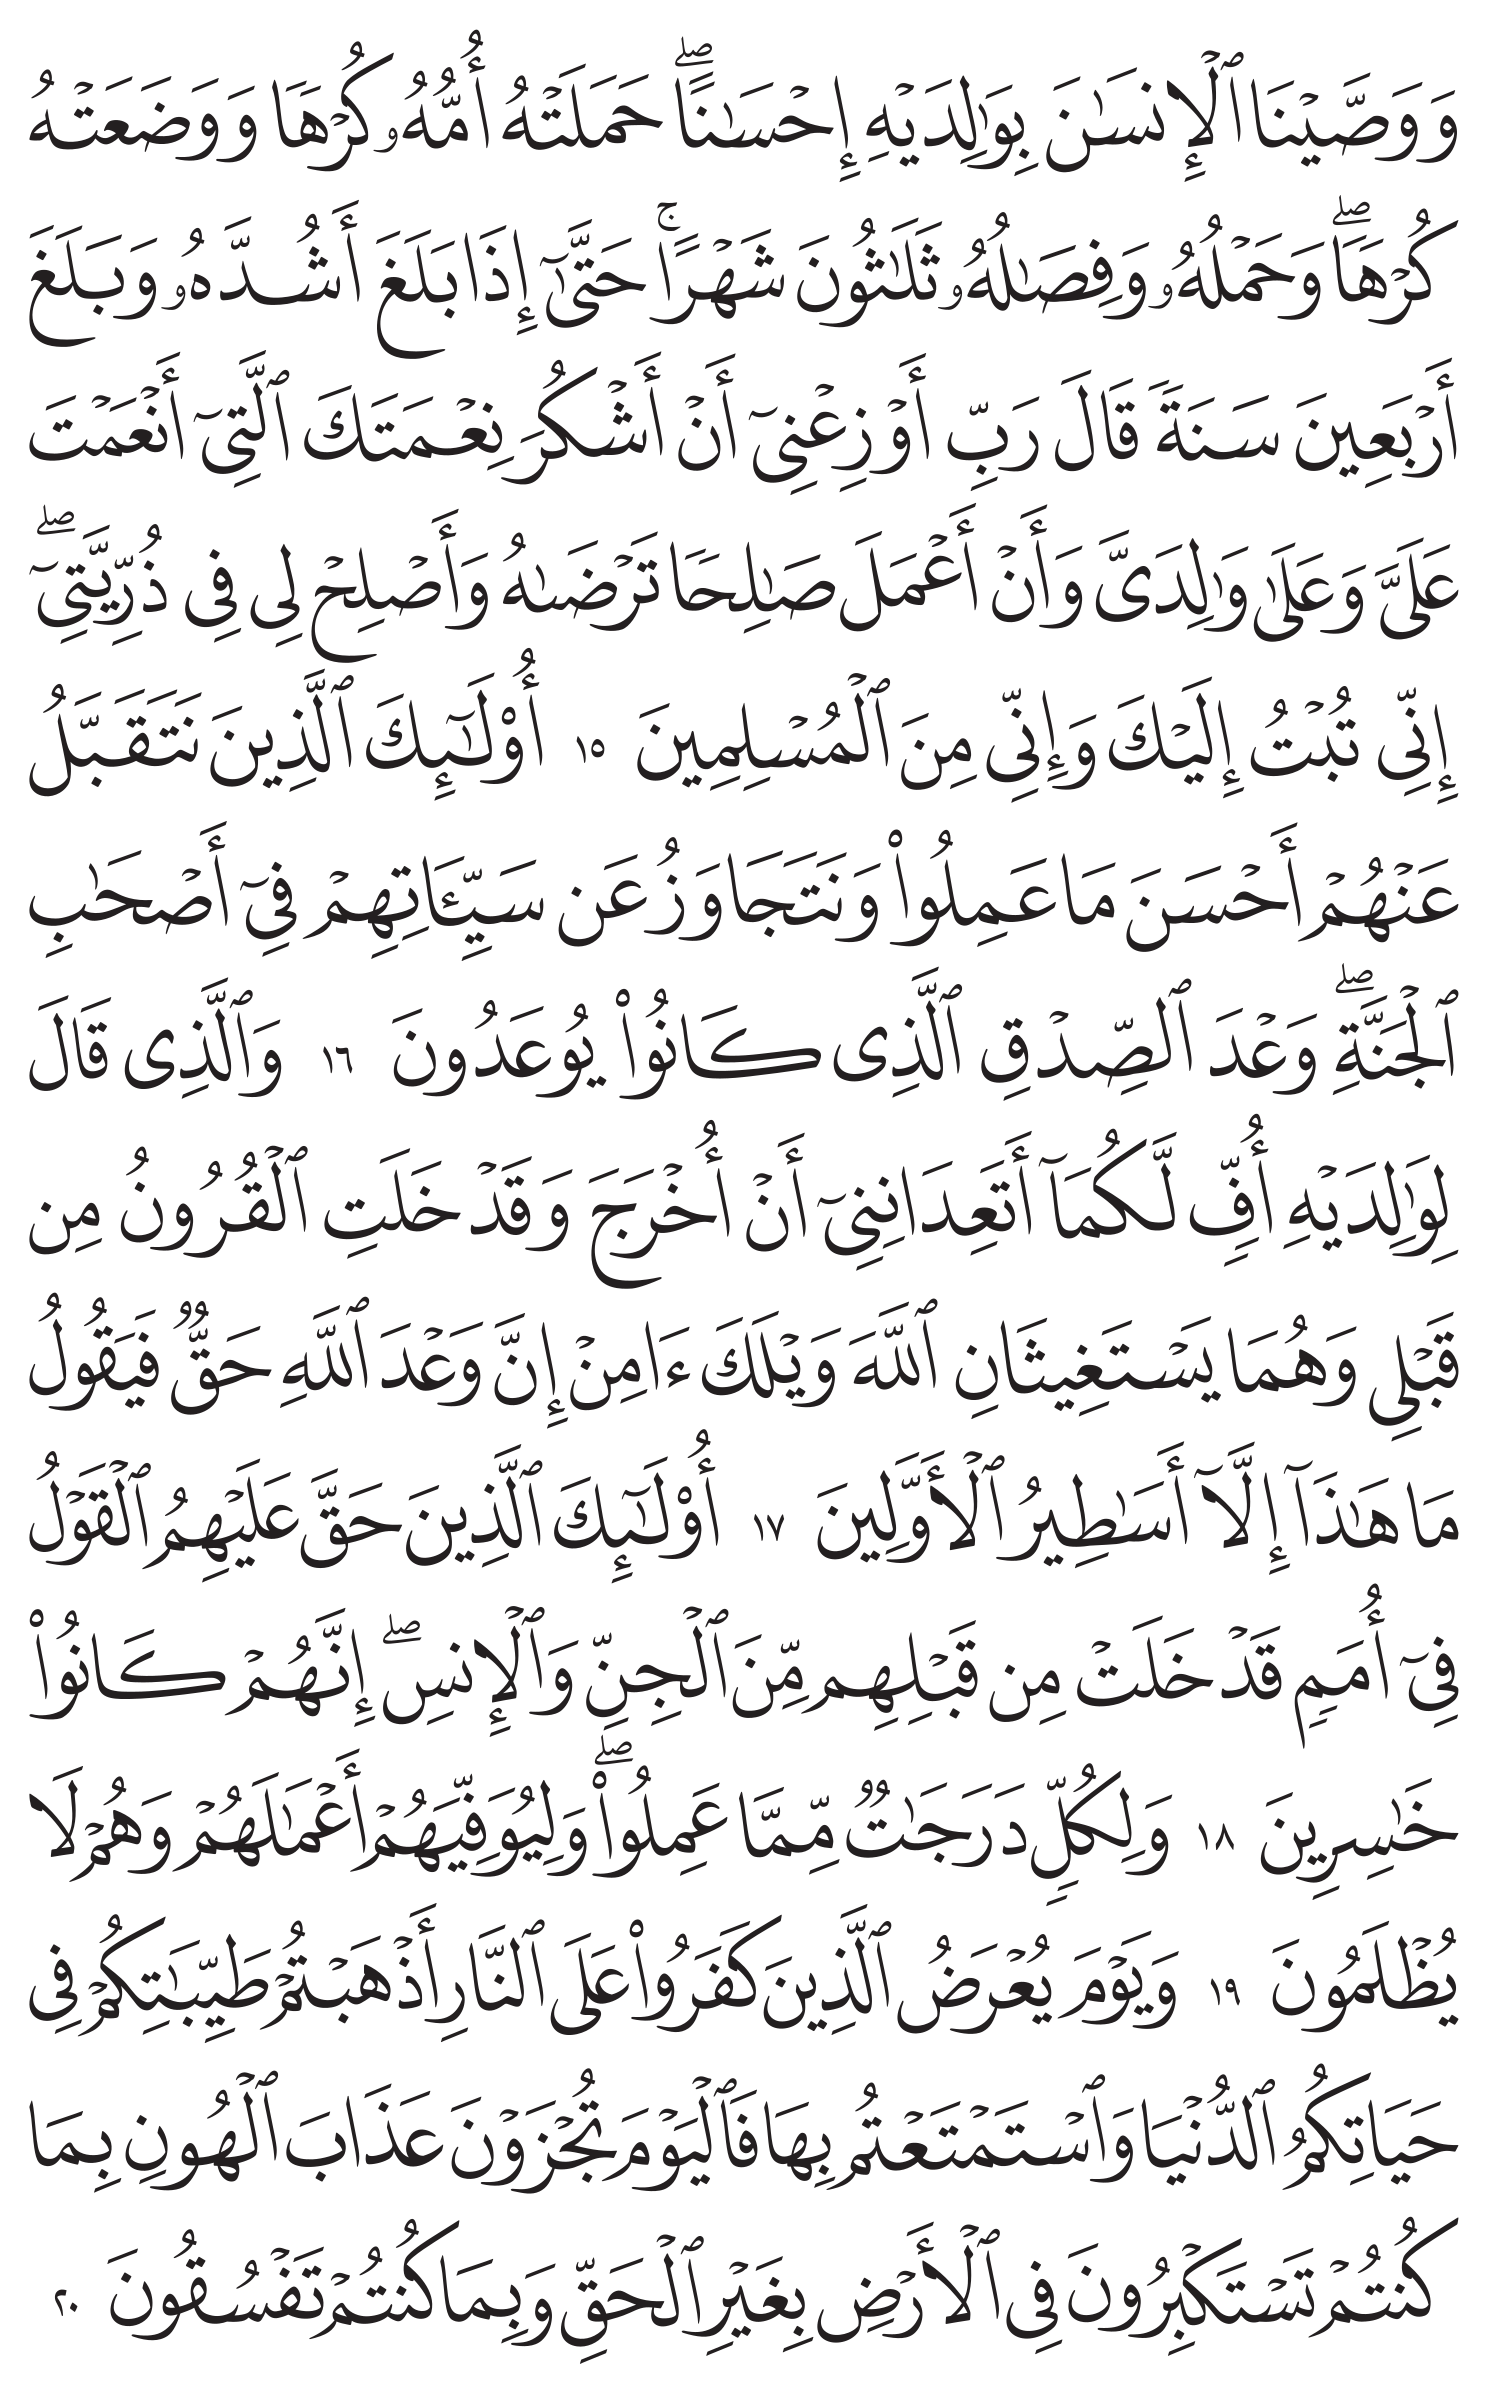 وَوَصَّيۡنَا ٱلۡإِنسَٰنَ بِوَٰلِدَيۡهِ إِحۡسَٰنًاۖ حَمَلَتۡهُ أُمُّهُۥ كُرۡهٗا وَوَضَعَتۡهُ
كُرۡهٗاۖ وَحَمۡلُهُۥ وَفِصَٰلُهُۥ ثَلَٰثُونَ شَهۡرًاۚ حَتَّىٰٓ إِذَا بَلَغَ أَشُدَّهُۥ وَبَلَغَ
أَرۡبَعِينَ سَنَةٗ قَالَ رَبِّ أَوۡزِعۡنِيٓ أَنۡ أَشۡكُرَ نِعۡمَتَكَ ٱلَّتِيٓ أَنۡعَمۡتَ
عَلَيَّ وَعَلَىٰ وَٰلِدَيَّ وَأَنۡ أَعۡمَلَ صَٰلِحٗا تَرۡضَىٰهُ وَأَصۡلِحۡ لِي فِي ذُرِّيَّتِيٓۖ
إِنِّي تُبۡتُ إِلَيۡكَ وَإِنِّي مِنَ ٱلۡمُسۡلِمِينَ ١٥ أُوْلَٰٓئِكَ ٱلَّذِينَ نَتَقَبَّلُ
عَنۡهُمۡ أَحۡسَنَ مَا عَمِلُواْ وَنَتَجَاوَزُ عَن سَيِّـَٔاتِهِمۡ فِيٓ أَصۡحَٰبِ
ٱلۡجَنَّةِۖ وَعۡدَ ٱلصِّدۡقِ ٱلَّذِي كَانُواْ يُوعَدُونَ ١٦ وَٱلَّذِي قَالَ
لِوَٰلِدَيۡهِ أُفّٖ لَّكُمَآ أَتَعِدَانِنِيٓ أَنۡ أُخۡرَجَ وَقَدۡ خَلَتِ ٱلۡقُرُونُ مِن
قَبۡلِي وَهُمَا يَسۡتَغِيثَانِ ٱللَّهَ وَيۡلَكَ ءَامِنۡ إِنَّ وَعۡدَ ٱللَّهِ حَقّٞ فَيَقُولُ
مَا هَٰذَآ إِلَّآ أَسَٰطِيرُ ٱلۡأَوَّلِينَ ١٧ أُوْلَٰٓئِكَ ٱلَّذِينَ حَقَّ عَلَيۡهِمُ ٱلۡقَوۡلُ
فِيٓ أُمَمٖ قَدۡ خَلَتۡ مِن قَبۡلِهِم مِّنَ ٱلۡجِنِّ وَٱلۡإِنسِۖ إِنَّهُمۡ كَانُواْ
خَٰسِرِينَ ١٨ وَلِكُلّٖ دَرَجَٰتٞ مِّمَّا عَمِلُواْۖ وَلِيُوَفِّيَهُمۡ أَعۡمَٰلَهُمۡ وَهُمۡ لَا
يُظۡلَمُونَ ١٩ وَيَوۡمَ يُعۡرَضُ ٱلَّذِينَ كَفَرُواْ عَلَى ٱلنَّارِ أَذۡهَبۡتُمۡ طَيِّبَٰتِكُمۡ فِي
حَيَاتِكُمُ ٱلدُّنۡيَا وَٱسۡتَمۡتَعۡتُم بِهَا فَٱلۡيَوۡمَ تُجۡزَوۡنَ عَذَابَ ٱلۡهُونِ بِمَا
كُنتُمۡ تَسۡتَكۡبِرُونَ فِي ٱلۡأَرۡضِ بِغَيۡرِ ٱلۡحَقِّ وَبِمَا كُنتُمۡ تَفۡسُقُونَ ٢٠